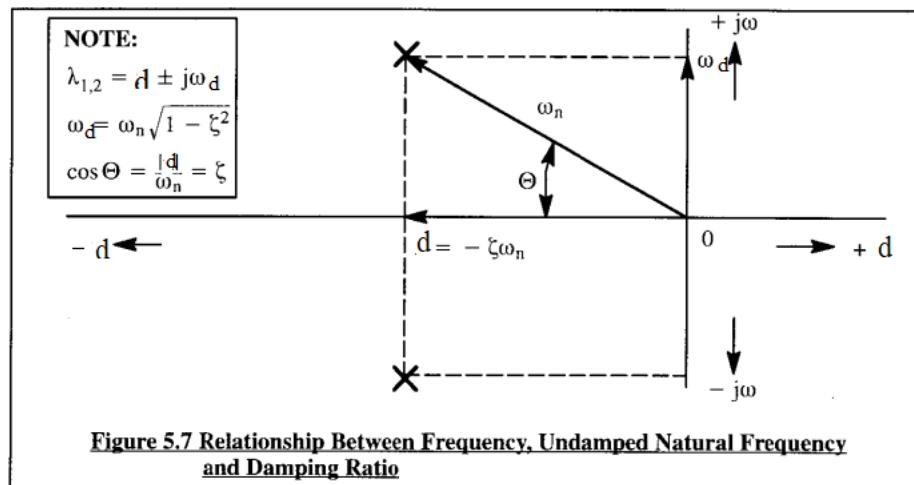 NOTE:
λ1,2 = d ± jωd
ωd = ωn√1 − ζ²
cos Θ = |d|/ωn = ζ
+ jω
ωd
ωn
Θ
− d
d = − ζωn
0
+ d
− jω
Figure 5.7 Relationship Between Frequency, Undamped Natural Frequency
and Damping Ratio